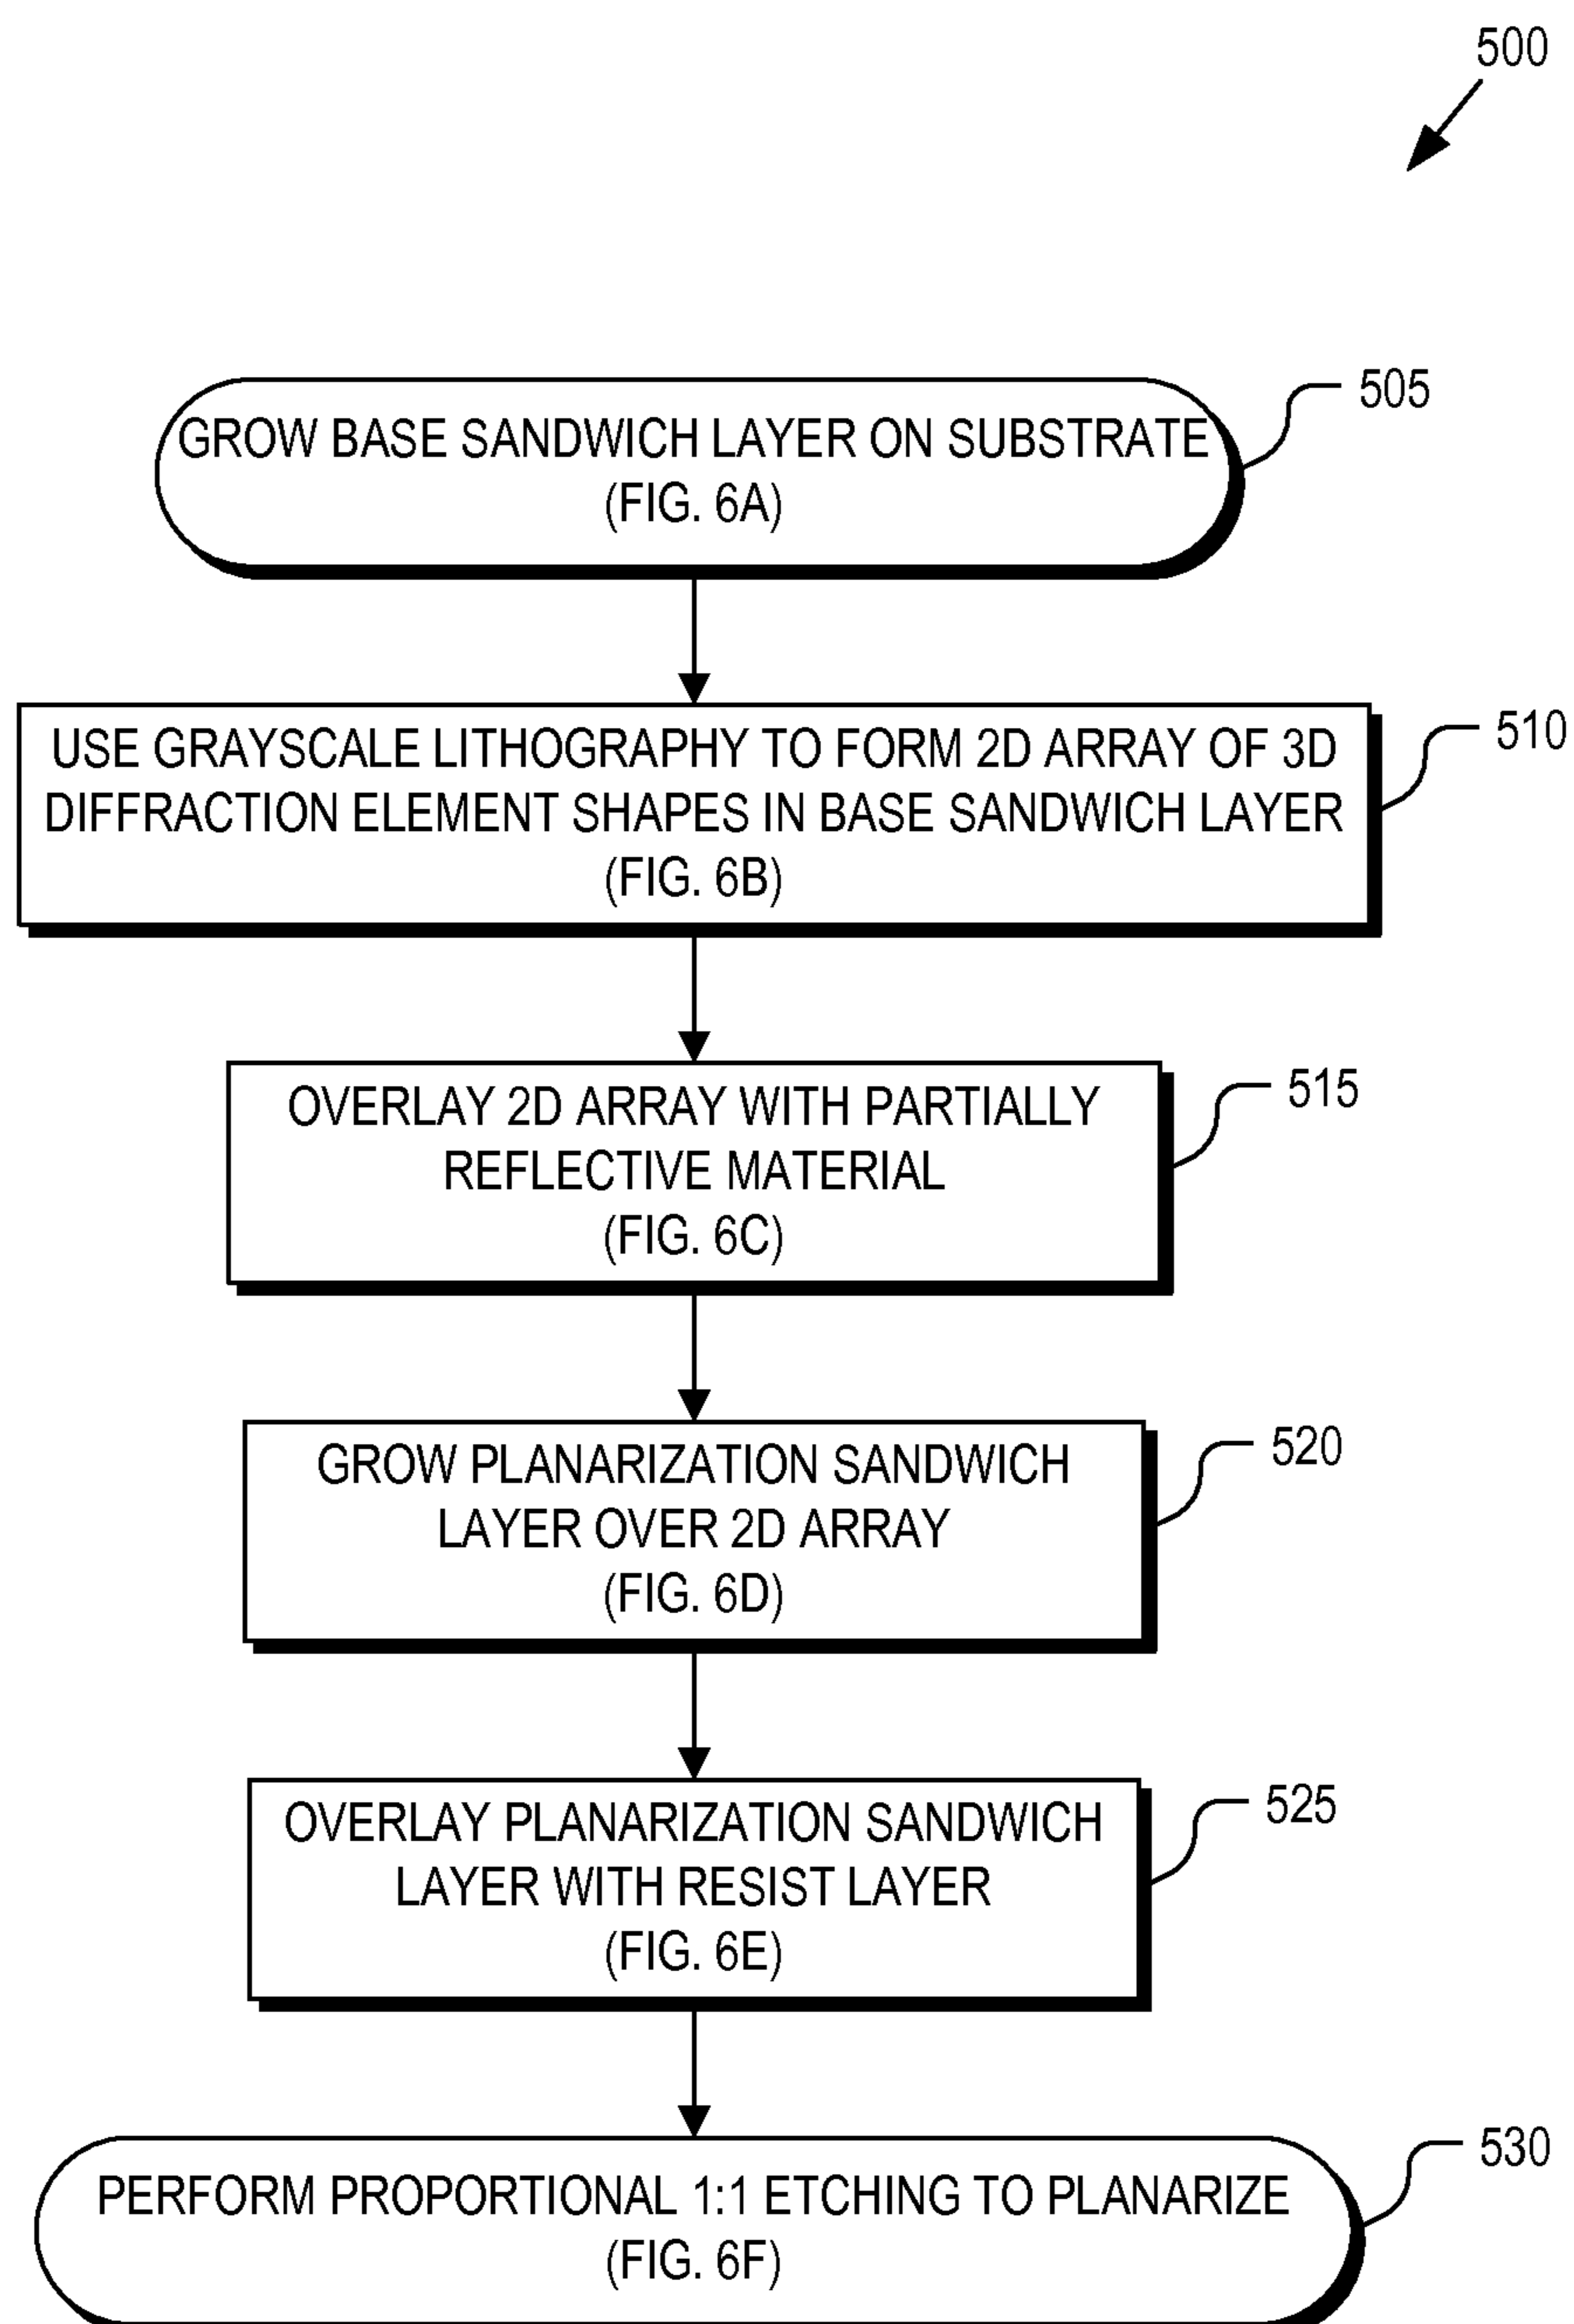 500
GROW BASE SANDWICH LAYER ON SUBSTRATE
(FIG. 6A)
505
USE GRAYSCALE LITHOGRAPHY TO FORM 2D ARRAY OF 3D
DIFFRACTION ELEMENT SHAPES IN BASE SANDWICH LAYER
(FIG. 6B)
510
OVERLAY 2D ARRAY WITH PARTIALLY
REFLECTIVE MATERIAL
(FIG. 6C)
515
GROW PLANARIZATION SANDWICH
LAYER OVER 2D ARRAY
(FIG. 6D)
520
OVERLAY PLANARIZATION SANDWICH
LAYER WITH RESIST LAYER
(FIG. 6E)
525
PERFORM PROPORTIONAL 1:1 ETCHING TO PLANARIZE
(FIG. 6F)
530